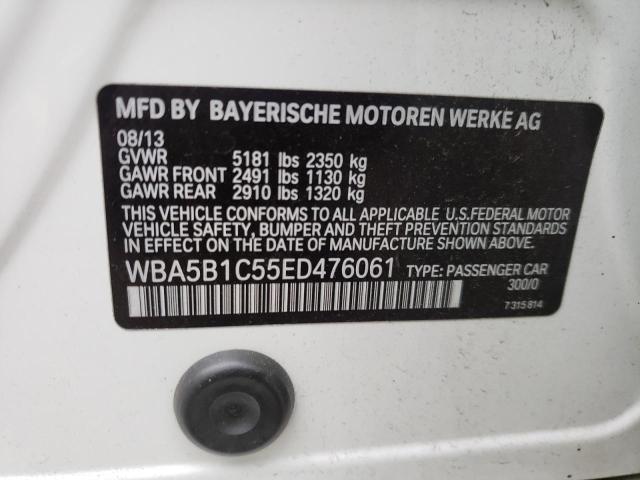 MFD BY BAYERISCHE MOTOREN WERKE AG
08/13
GVWR 5181 lbs 2350 kg
GAWR FRONT 2491 lbs 1130 kg
GAWR REAR 2910 lbs 1320 kg
THIS VEHICLE CONFORMS TO ALL APPLICABLE U.S.FEDERAL MOTOR
VEHICLE SAFETY, BUMPER AND THEFT PREVENTION STANDARDS
IN EFFECT ON THE DATE OF MANUFACTURE SHOWN ABOVE.
WBA5B1C55ED476061 TYPE: PASSENGER CAR
300/0
7315814